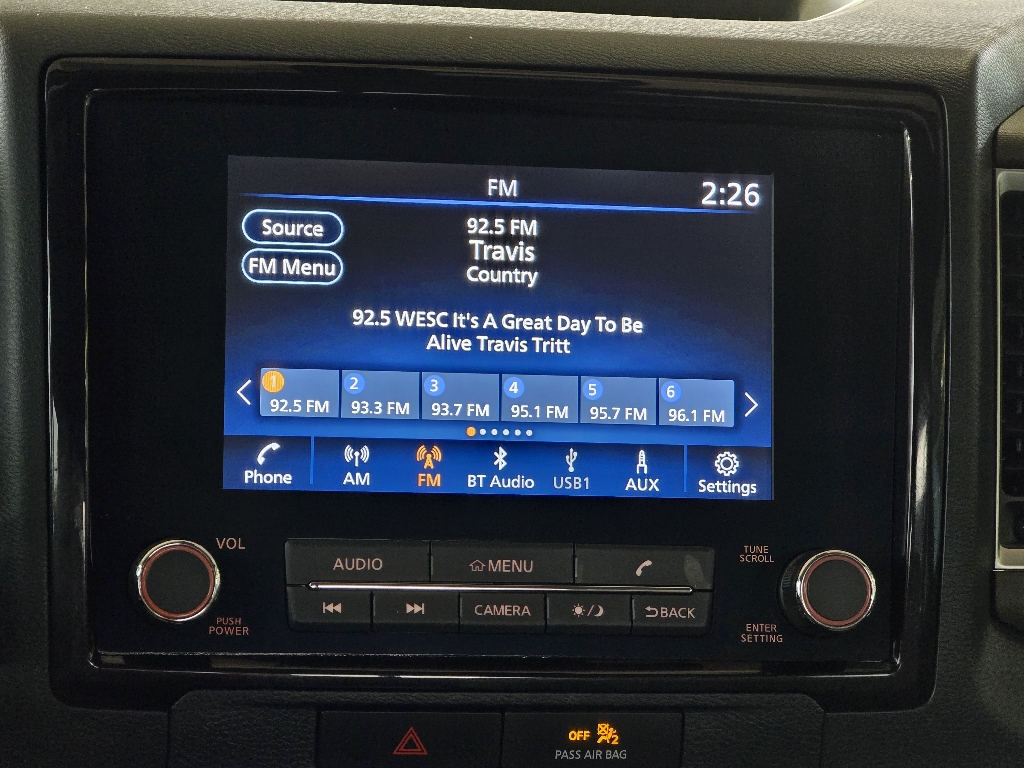 FM
2:26
Source
FM Menu
92.5 FM
Travis
Country
92.5 WESC It's A Great Day To Be
Alive Travis Tritt
1
92.5 FM
2
93.3 FM
3
93.7 FM
4
95.1 FM
5
95.7 FM
6
96.1 FM
Phone
AM
FM
BT Audio
USB1
AUX
Settings
VOL
PUSH
POWER
AUDIO
MENU
CAMERA
BACK
TUNE
SCROLL
ENTER
SETTING
OFF
2
PASS AIR BAG